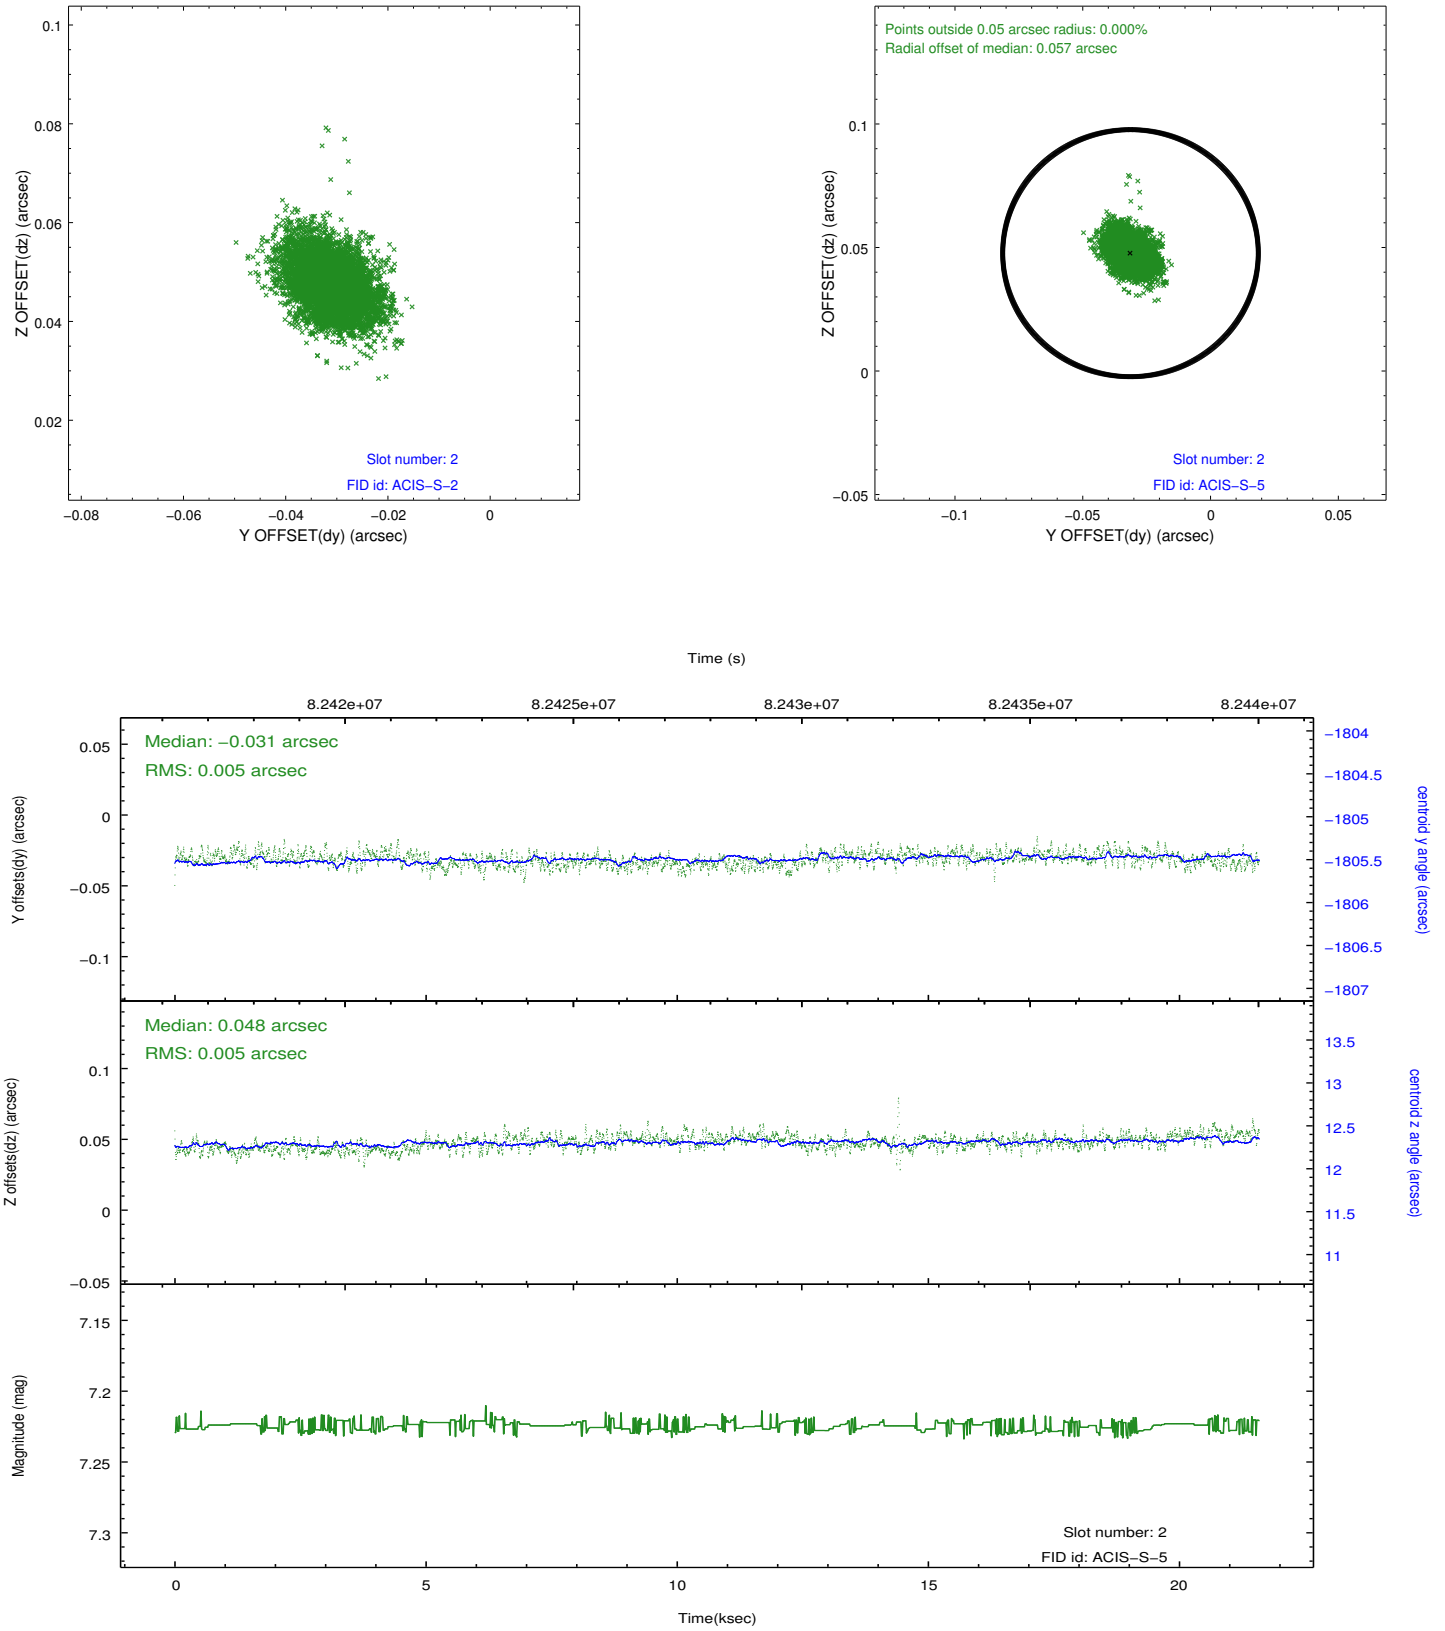 0.1
0.08
0.06
0.04
0.02
Z OFFSET(dz) (arcsec)
Slot number: 2
FID id: ACIS−S−2
−0.08 −0.06 −0.04 −0.02 0
Y OFFSET(dy) (arcsec)
Points outside 0.05 arcsec radius: 0.000%
Radial offset of median: 0.057 arcsec
0.1
0.05
0
−0.05
Z OFFSET(dz) (arcsec)
Slot number: 2
FID id: ACIS−S−5
−0.1 −0.05 0 0.05
Y OFFSET(dy) (arcsec)
Time (s)
8.242e+07 8.2425e+07 8.243e+07 8.2435e+07 8.244e+07
Median: −0.031 arcsec
RMS: 0.005 arcsec
0.05
0
−0.05
−0.1
Y offsets(dy) (arcsec)
−1804
−1804.5
−1805
−1805.5
−1806
−1806.5
−1807
centroid y angle (arcsec)
Median: 0.048 arcsec
RMS: 0.005 arcsec
0.1
0.05
0
−0.05
Z offsets(dz) (arcsec)
13.5
13
12.5
12
11.5
11
centroid z angle (arcsec)
7.15
7.2
7.25
7.3
Magnitude (mag)
Slot number: 2
FID id: ACIS−S−5
0 5 10 15 20
Time(ksec)